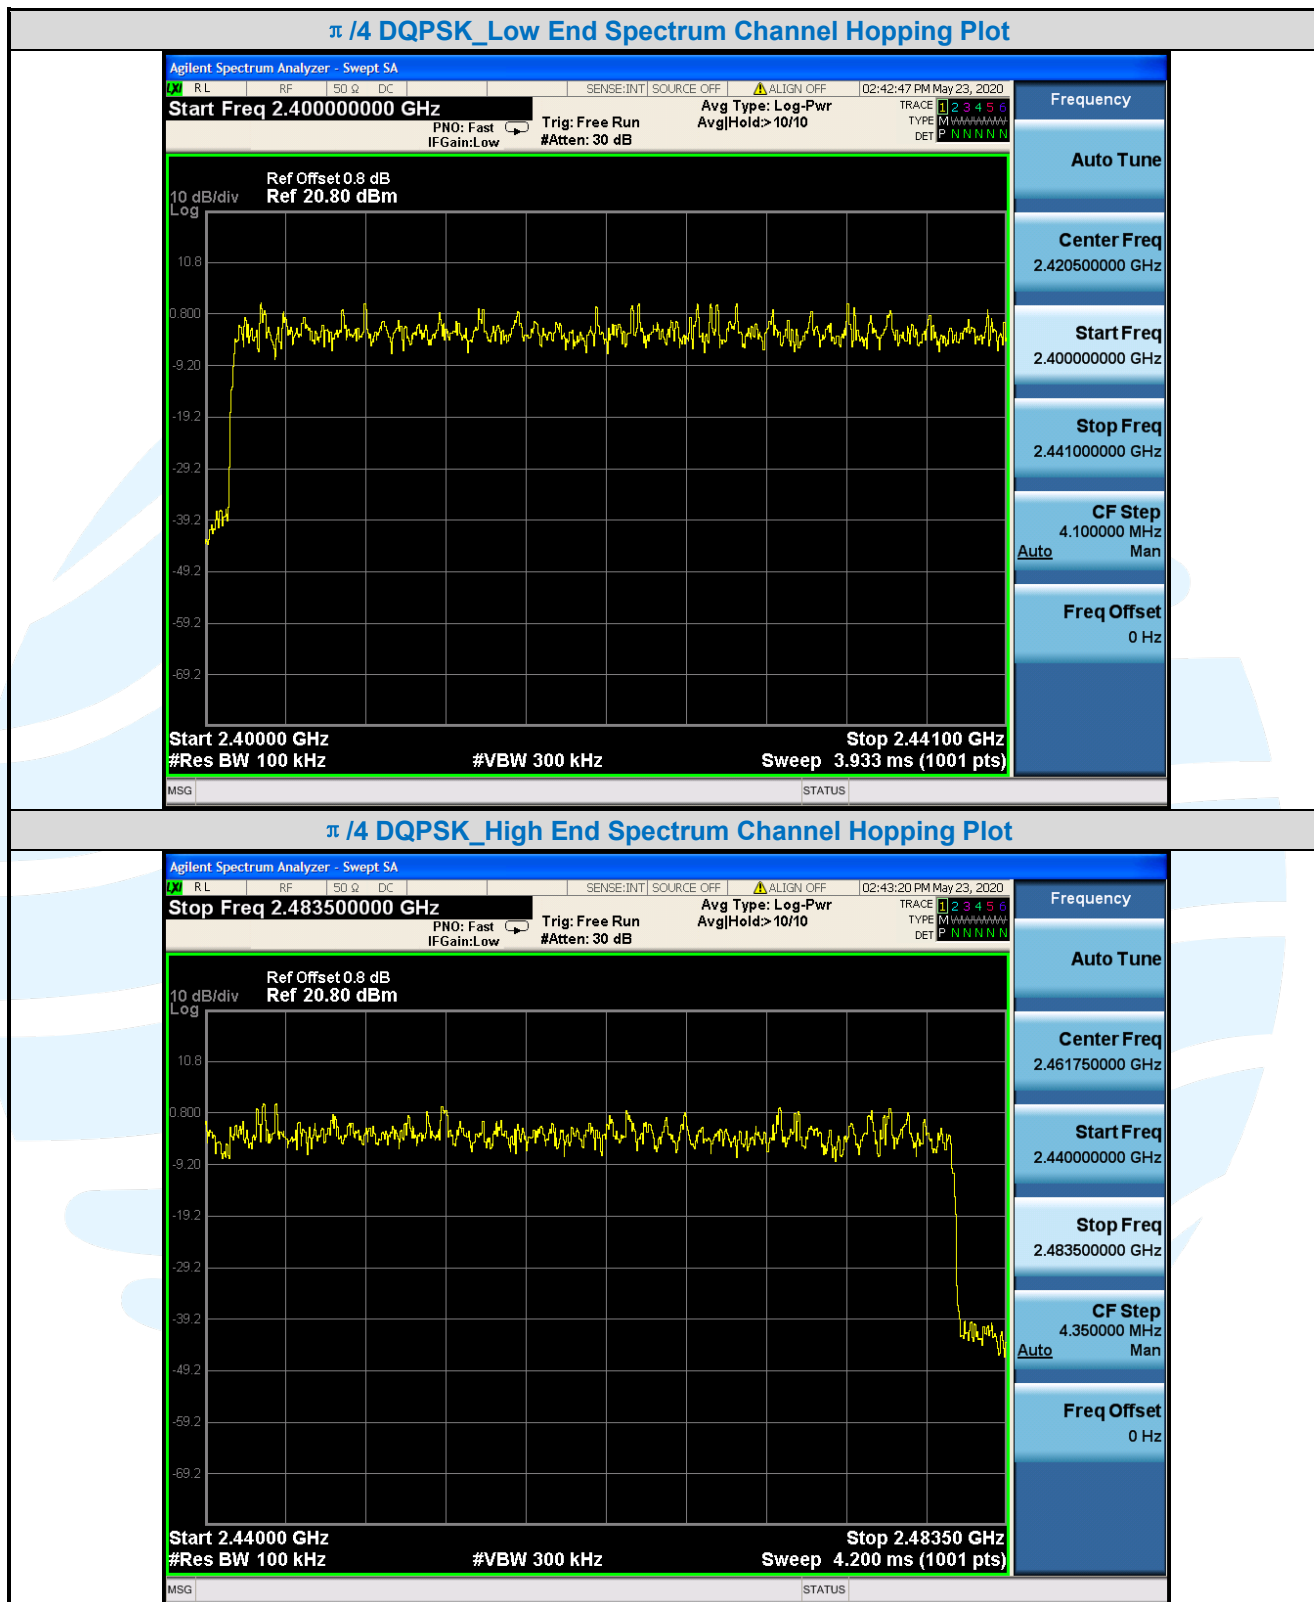 π /4 DQPSK_Low End Spectrum Channel Hopping Plot
Agilent Spectrum Analyzer - Swept SA
LXI RL RF 50 Ω DC SENSE:INT SOURCE OFF ALIGN OFF 02:42:47 PM May 23, 2020
Start Freq 2.400000000 GHz
PNO: Fast
IFGain:Low
Trig: Free Run
#Atten: 30 dB
Avg Type: Log-Pwr
Avg|Hold:> 10/10
TRACE 1 2 3 4 5 6
TYPE M WWWWW
DET P N N N N N
Frequency
Auto Tune
Center Freq
2.420500000 GHz
Start Freq
2.400000000 GHz
Stop Freq
2.441000000 GHz
CF Step
4.100000 MHz
Auto Man
Freq Offset
0 Hz
Ref Offset 0.8 dB
10 dB/div Ref 20.80 dBm
Log
10.8
0.800
-9.20
-19.2
-29.2
-39.2
-49.2
-59.2
-69.2
Start 2.40000 GHz Stop 2.44100 GHz
#Res BW 100 kHz #VBW 300 kHz Sweep 3.933 ms (1001 pts)
MSG STATUS
π /4 DQPSK_High End Spectrum Channel Hopping Plot
Agilent Spectrum Analyzer - Swept SA
LXI RL RF 50 Ω DC SENSE:INT SOURCE OFF ALIGN OFF 02:43:20 PM May 23, 2020
Stop Freq 2.483500000 GHz
PNO: Fast
IFGain:Low
Trig: Free Run
#Atten: 30 dB
Avg Type: Log-Pwr
Avg|Hold:> 10/10
TRACE 1 2 3 4 5 6
TYPE M WWWWW
DET P N N N N N
Frequency
Auto Tune
Center Freq
2.461750000 GHz
Start Freq
2.440000000 GHz
Stop Freq
2.483500000 GHz
CF Step
4.350000 MHz
Auto Man
Freq Offset
0 Hz
Ref Offset 0.8 dB
10 dB/div Ref 20.80 dBm
Log
10.8
0.800
-9.20
-19.2
-29.2
-39.2
-49.2
-59.2
-69.2
Start 2.44000 GHz Stop 2.48350 GHz
#Res BW 100 kHz #VBW 300 kHz Sweep 4.200 ms (1001 pts)
MSG STATUS